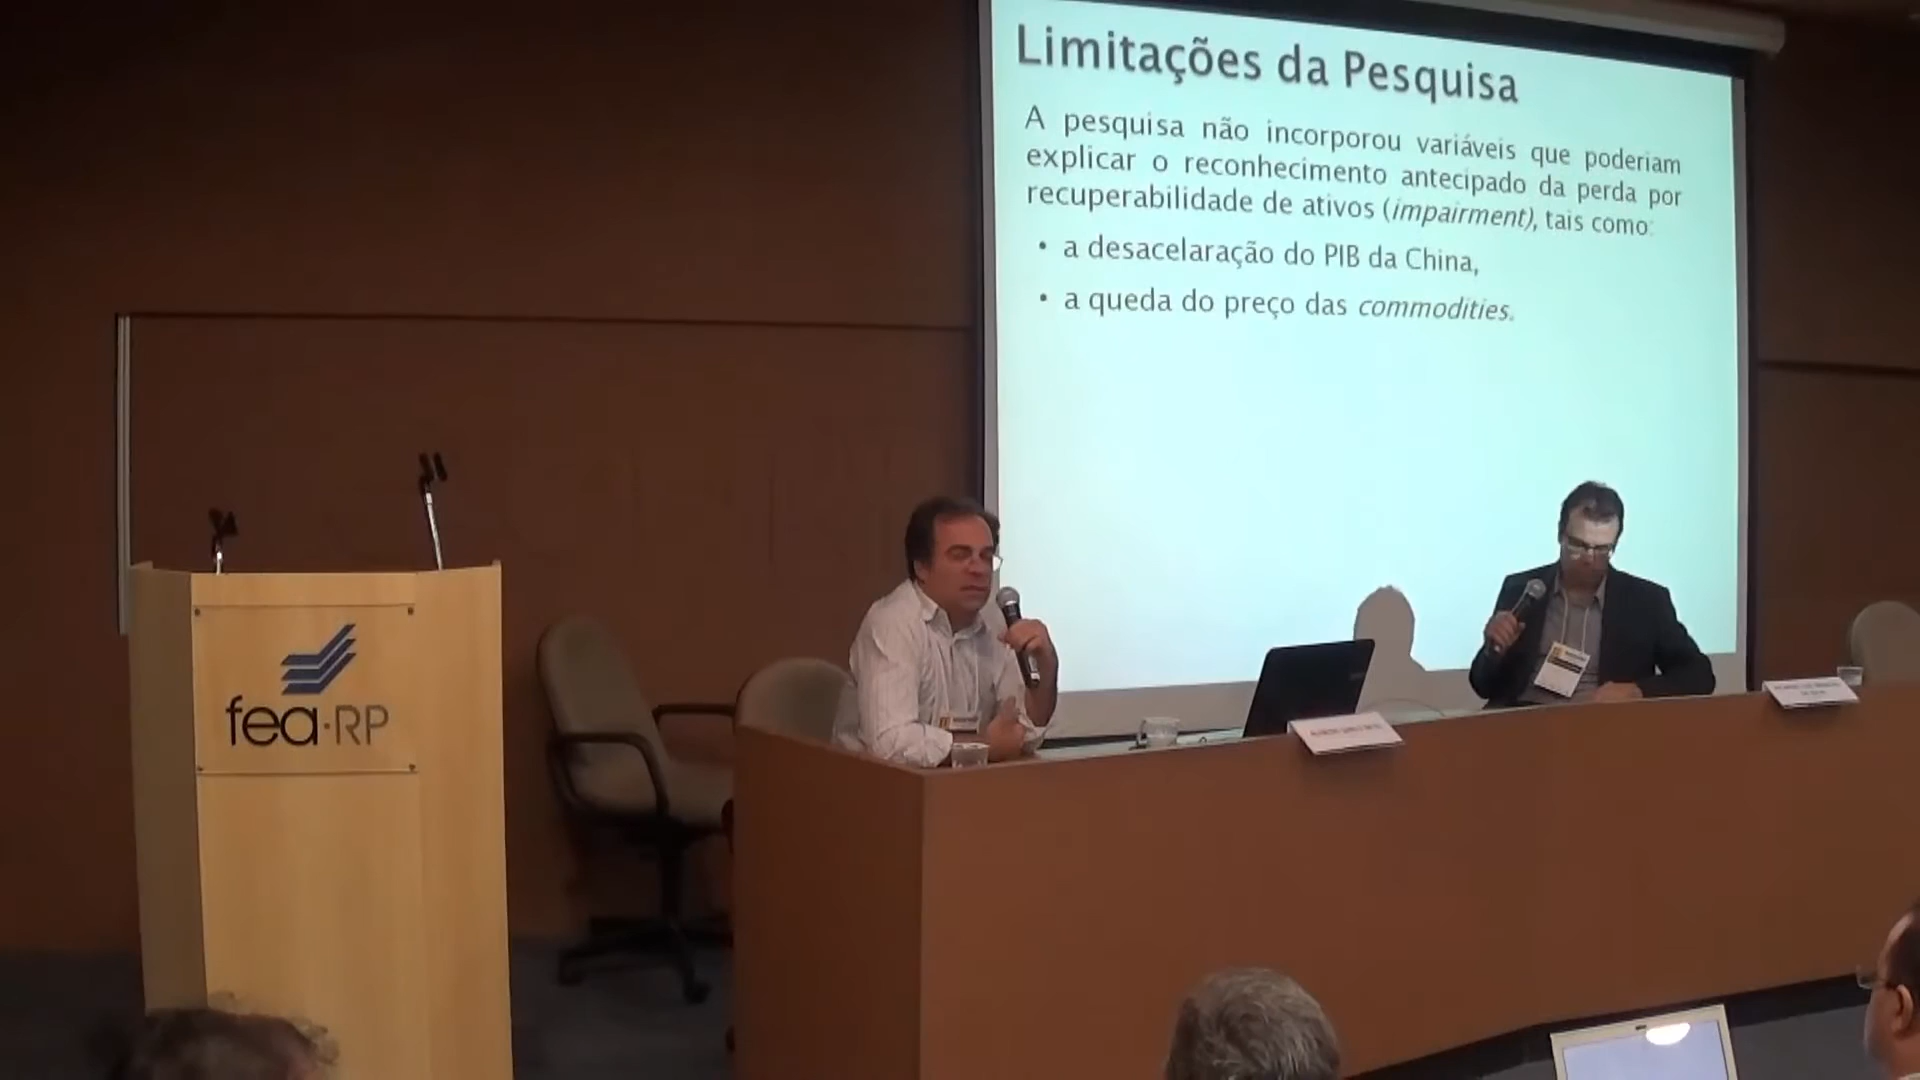 Limitações da Pesquisa
A pesquisa não incorporou variáveis que poderiam
explicar o reconhecimento antecipado da perda por
recuperabilidade de ativos (impairment), tais como:
• a desacelaração do PIB da China,
• a queda do preço das commodities.
fea-RP